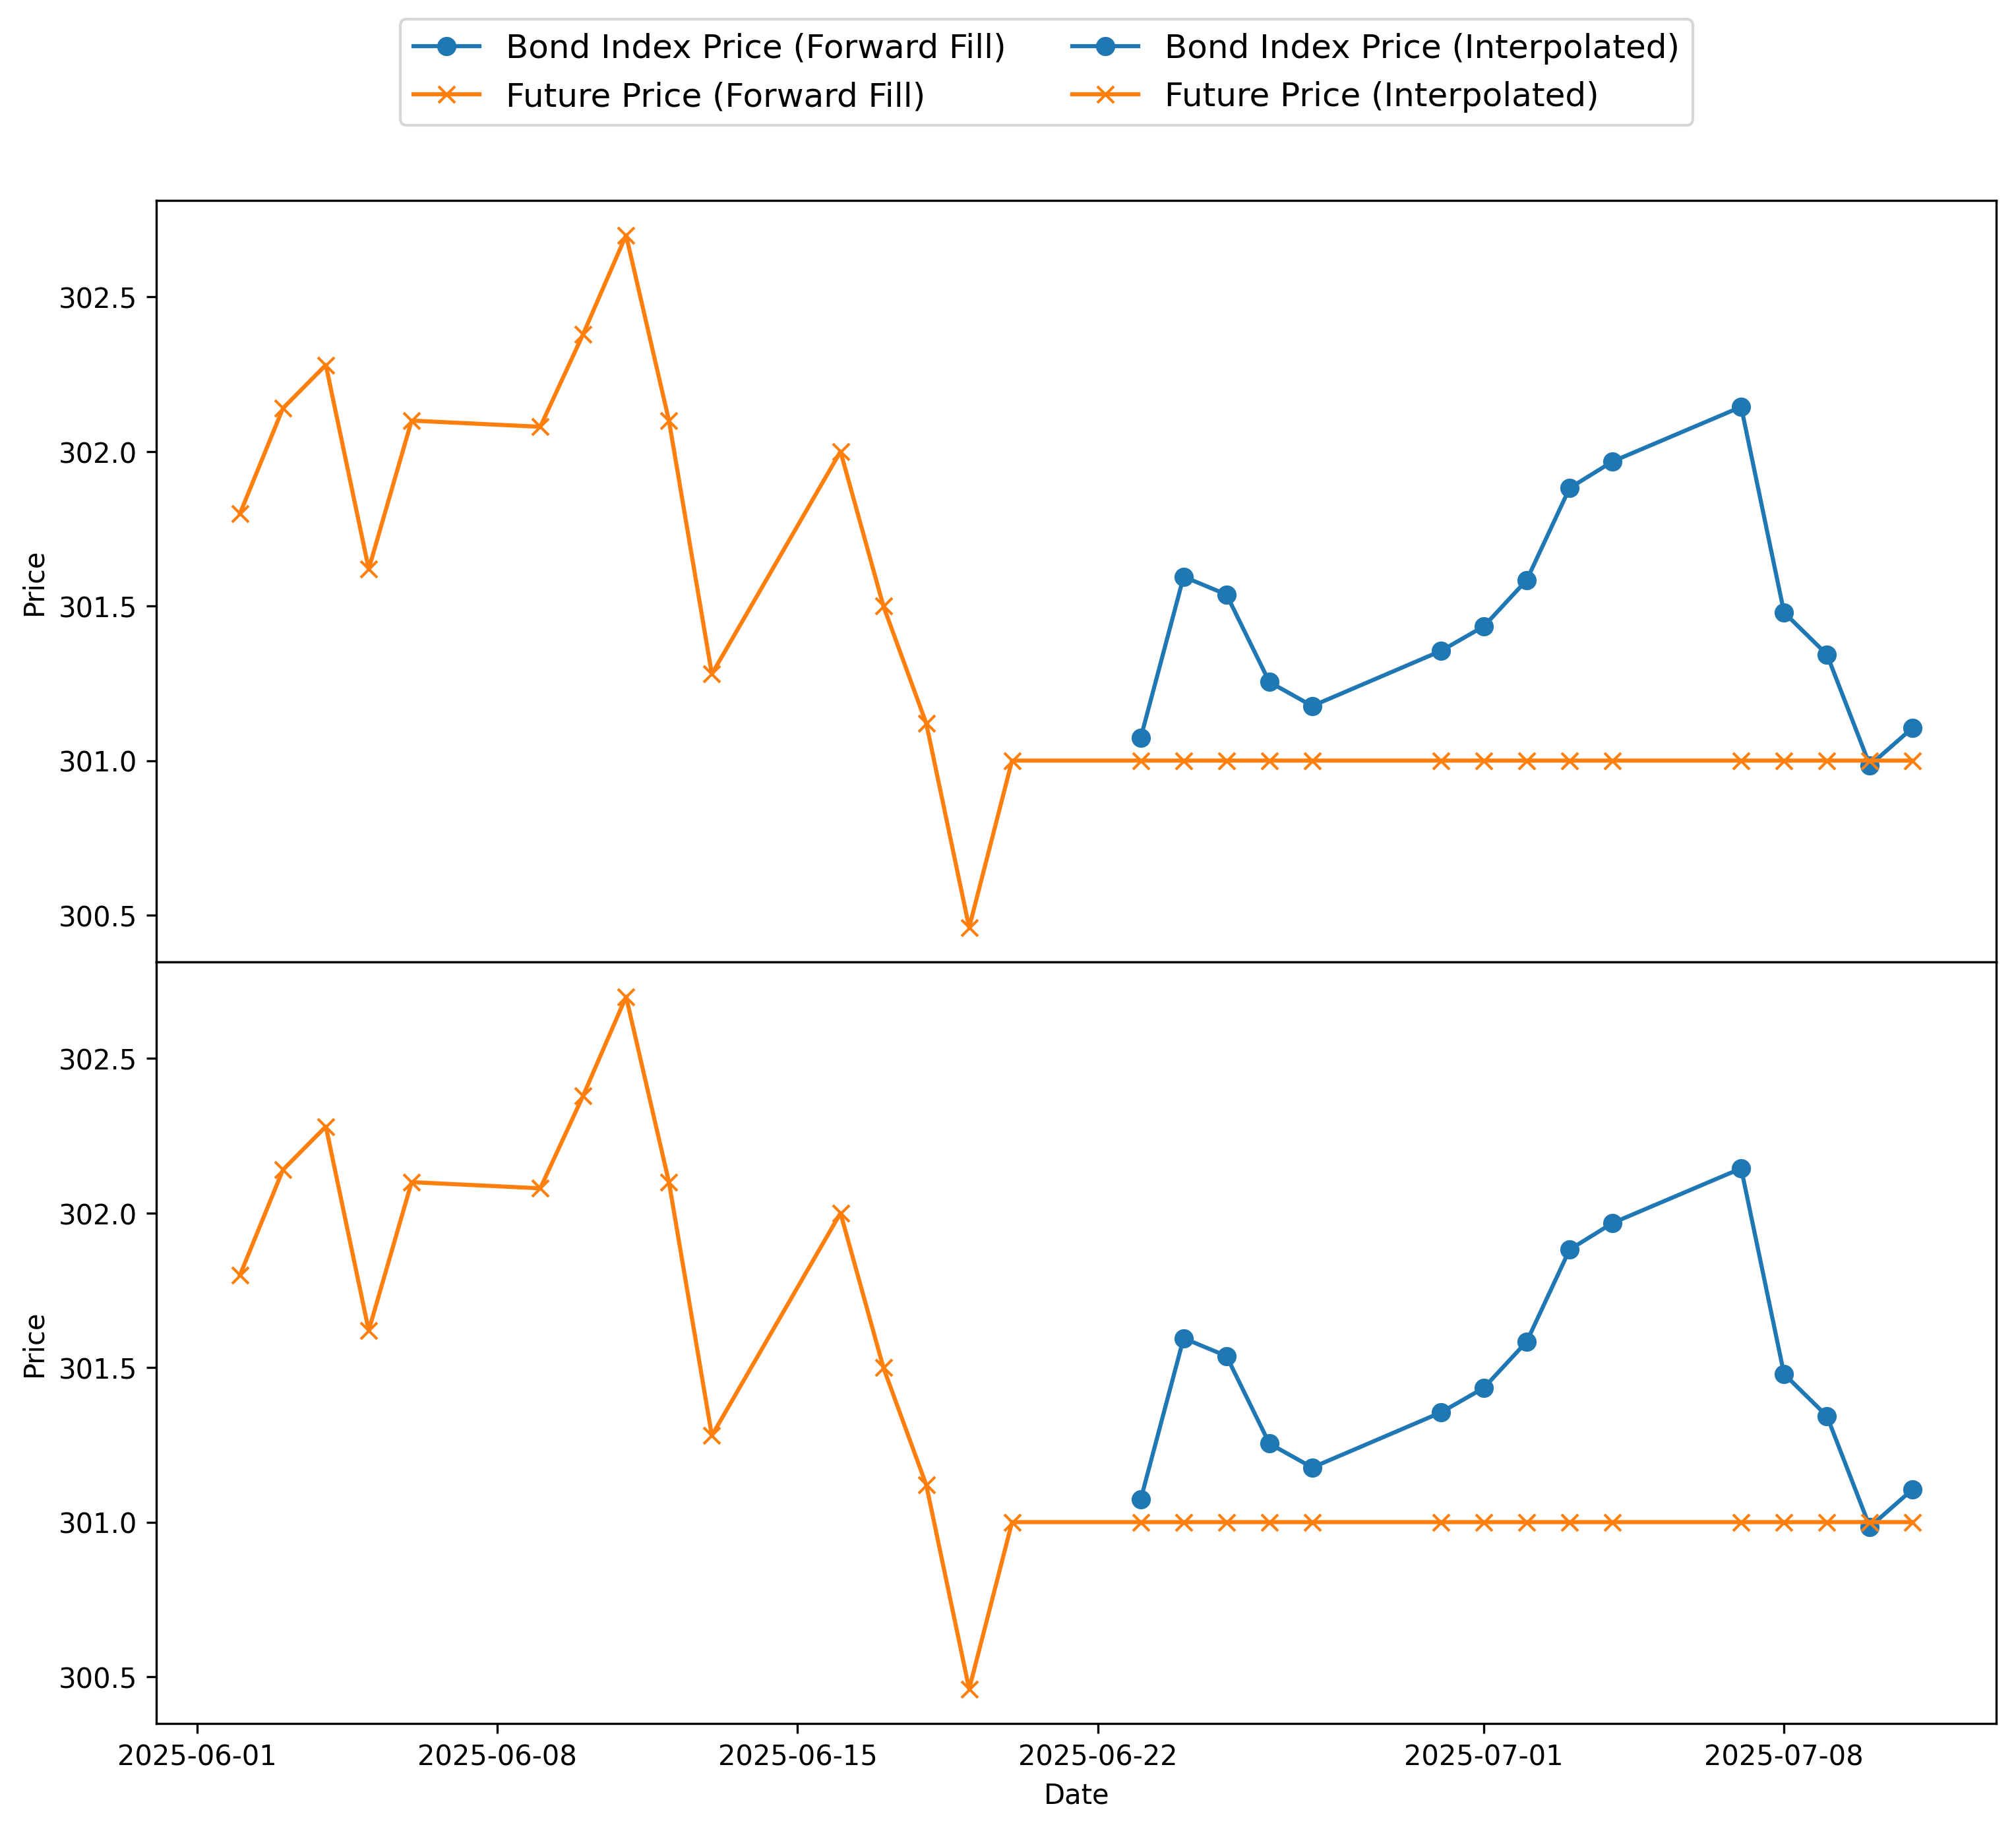 Bond Index Price (Forward Fill)
Future Price (Forward Fill)
Bond Index Price (Interpolated)
Future Price (Interpolated)
302.5
302.0
301.5
301.0
300.5
Price
302.5
302.0
301.5
301.0
300.5
Price
2025-06-01
2025-06-08
2025-06-15
2025-06-22
2025-07-01
2025-07-08
Date